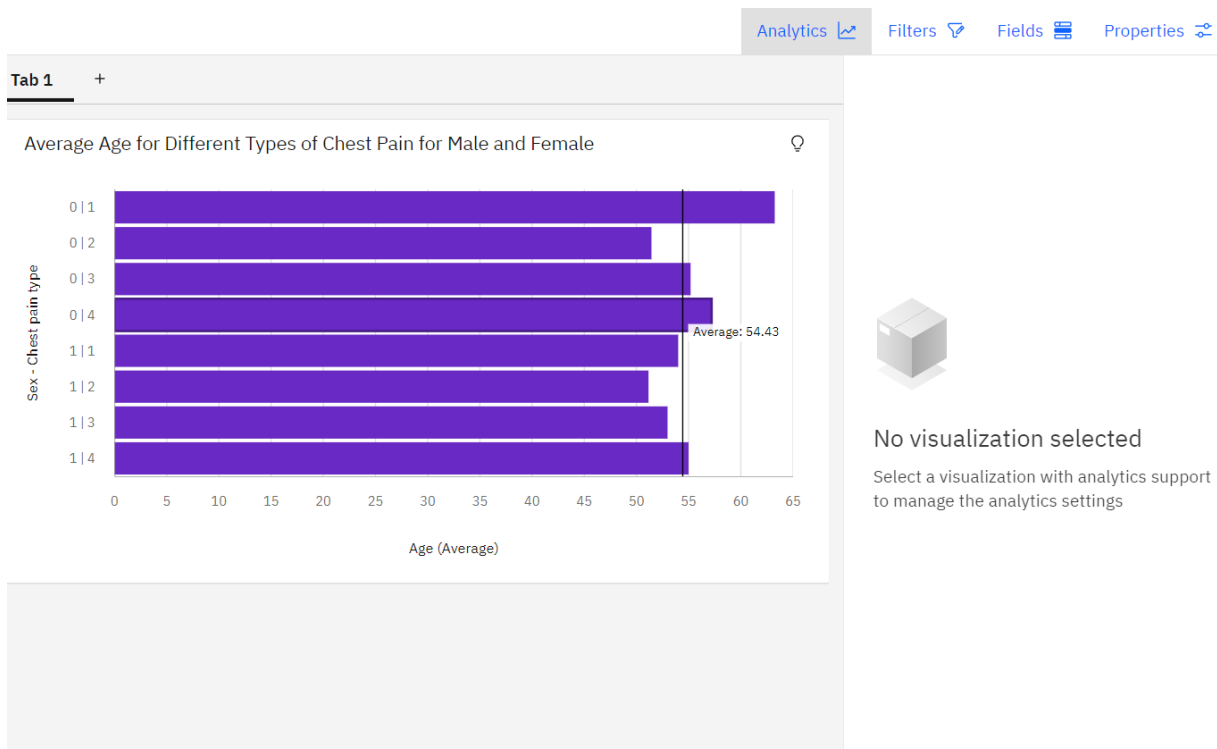 Analytics Filters Fields Properties
Tab 1 +
Average Age for Different Types of Chest Pain for Male and Female
Sex - Chest pain type
0 | 1
0 | 2
0 | 3
0 | 4
1 | 1
1 | 2
1 | 3
1 | 4
Average: 54.43
0 5 10 15 20 25 30 35 40 45 50 55 60 65
Age (Average)
No visualization selected
Select a visualization with analytics support
to manage the analytics settings